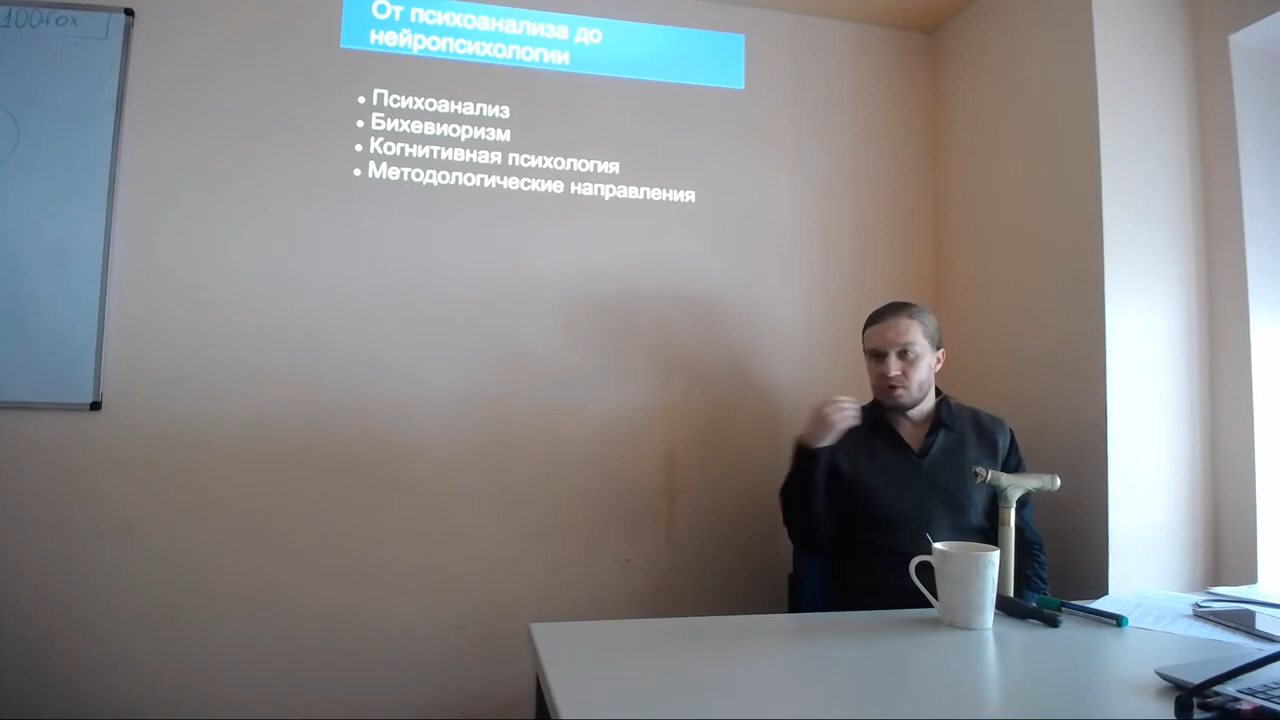 От психоанализа до
нейропсихологии
• Психоанализ
• Бихевиоризм
• Когнитивная психология
• Методологические направления